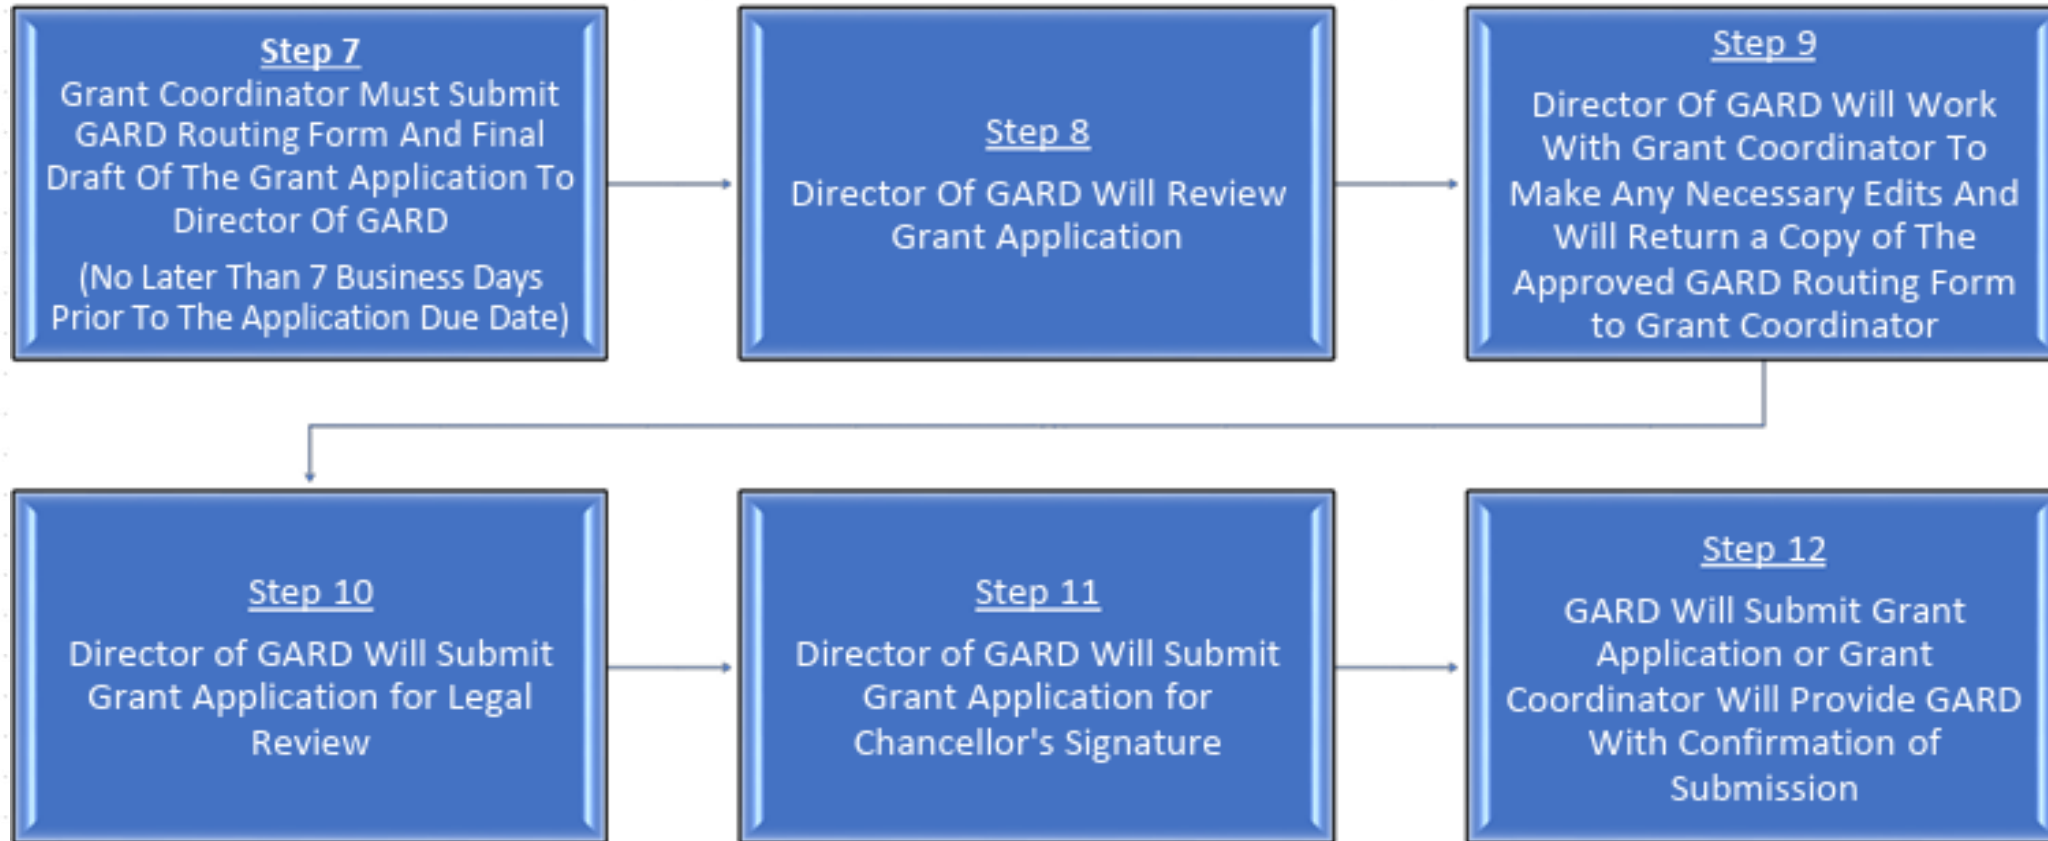 Step 7
Grant Coordinator Must Submit
GARD Routing Form And Final
Draft Of The Grant Application To
Director Of GARD
(No Later Than 7 Business Days
Prior To The Application Due Date)
Step 8
Director Of GARD Will Review
Grant Application
Step 9
Director Of GARD Will Work
With Grant Coordinator To
Make Any Necessary Edits And
Will Return a Copy of The
Approved GARD Routing Form
to Grant Coordinator
Step 10
Director of GARD Will Submit
Grant Application for Legal
Review
Step 11
Director of GARD Will Submit
Grant Application for
Chancellor's Signature
Step 12
GARD Will Submit Grant
Application or Grant
Coordinator Will Provide GARD
With Confirmation of
Submission